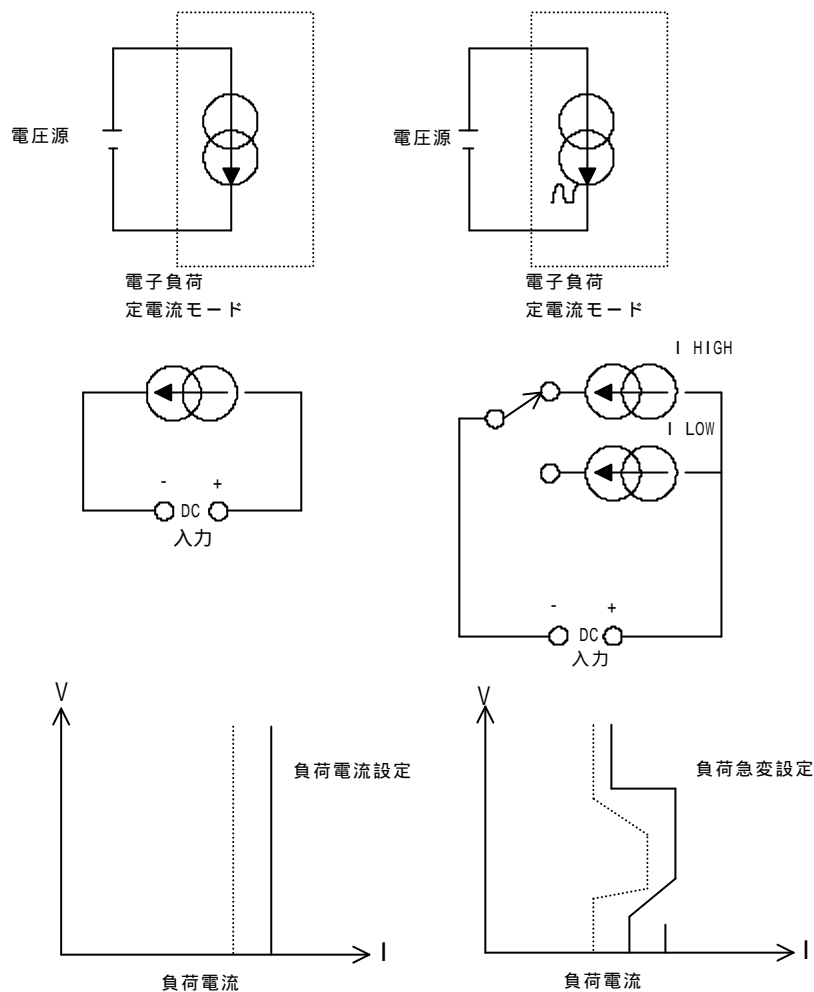 電圧源
電圧源
電子負荷
定電流モード
電子負荷
定電流モード
I HIGH
I LOW
- +
DC
入力
- +
DC
入力
V
負荷電流設定
I
負荷電流
V
負荷急変設定
I
負荷電流